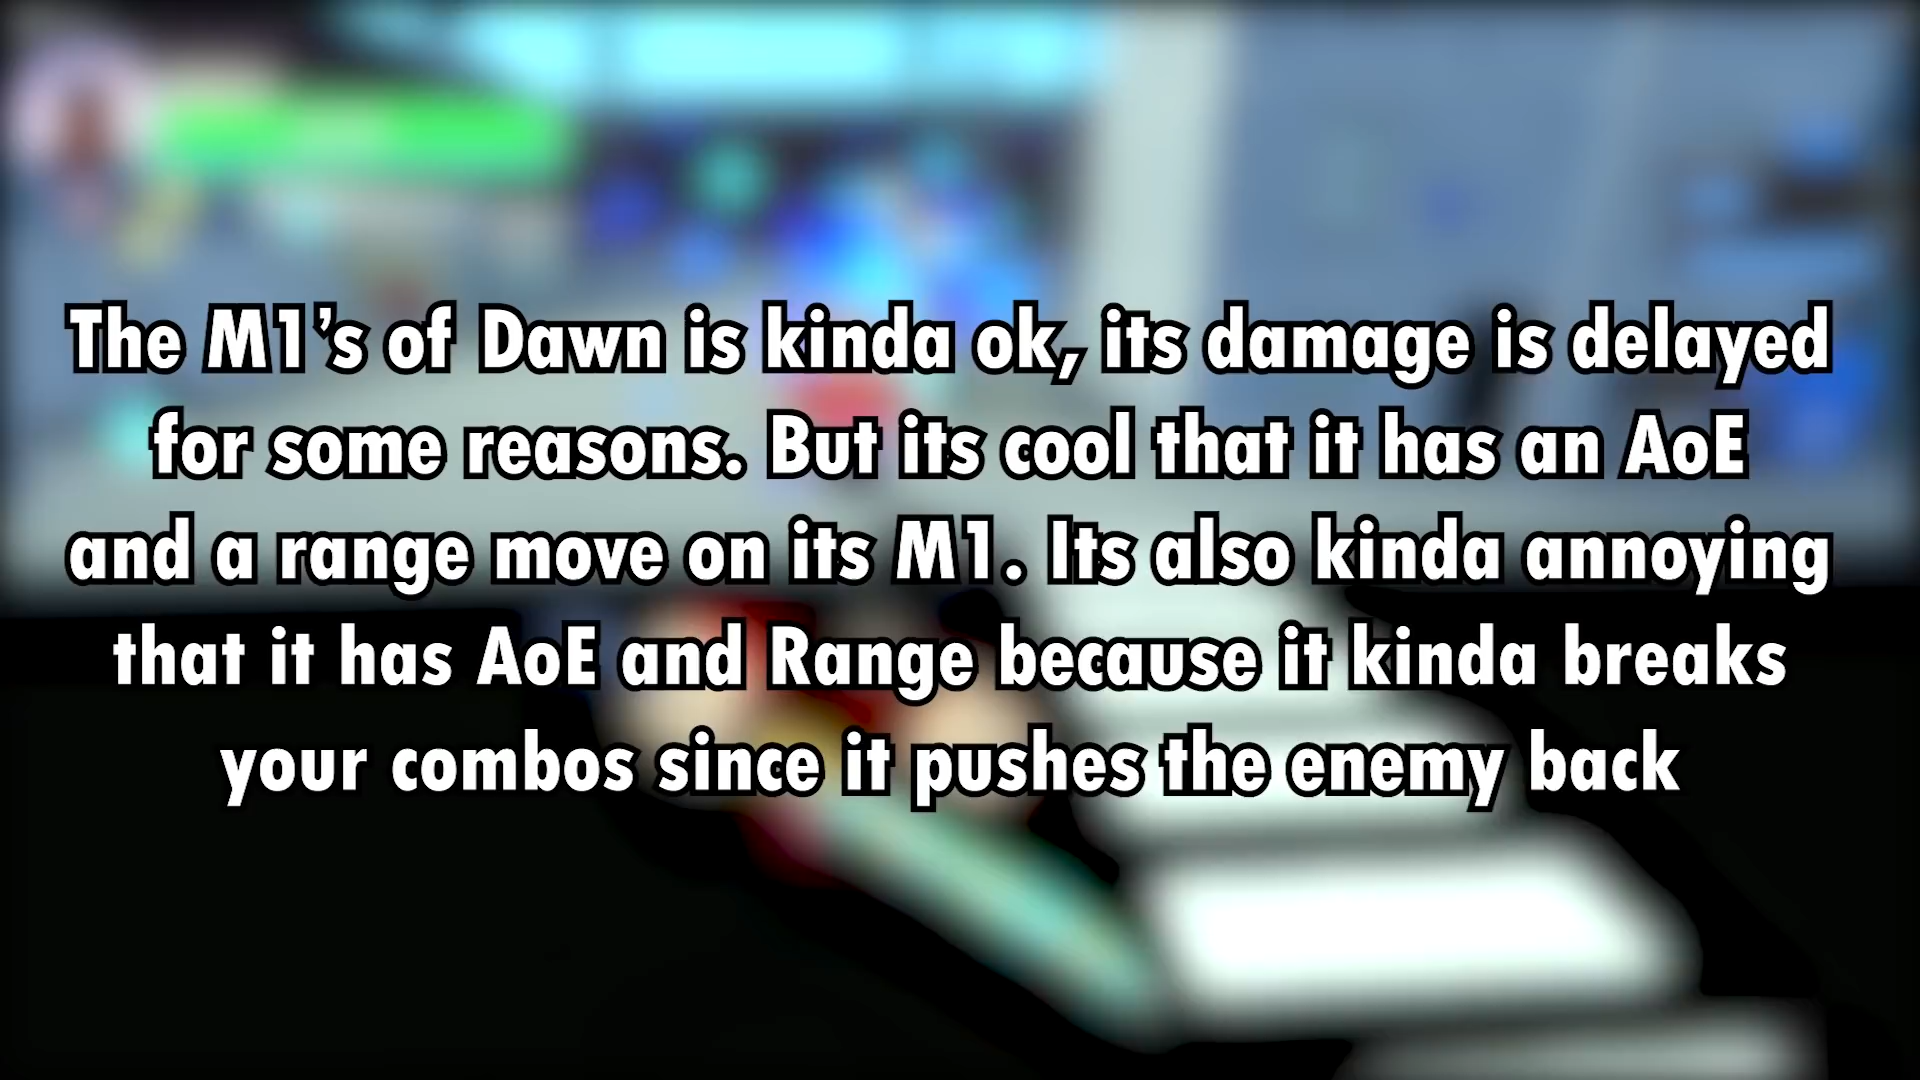 The M1’s of Dawn is kinda ok, its damage is delayed
for some reasons. But its cool that it has an AoE
and a range move on its M1. Its also kinda annoying
that it has AoE and Range because it kinda breaks
your combos since it pushes the enemy back